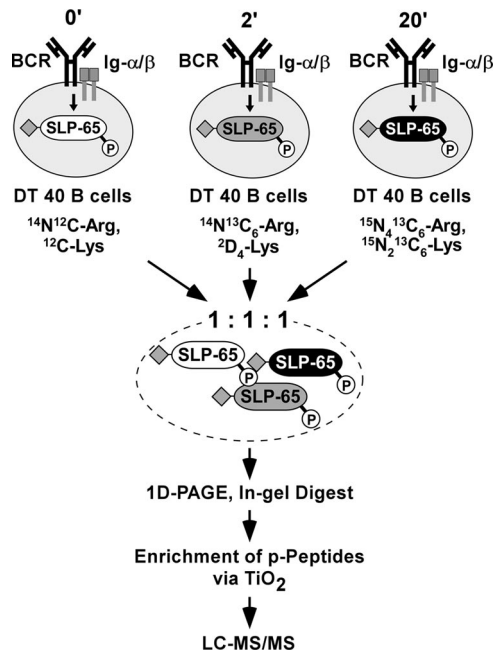 0' 2' 20'
BCR Ig-α/β BCR Ig-α/β BCR Ig-α/β
SLP-65 P SLP-65 P SLP-65 P
DT 40 B cells DT 40 B cells DT 40 B cells
¹⁴N¹²C-Arg, ¹⁴N¹³C₆-Arg, ¹⁵N₄¹³C₆-Arg,
¹²C-Lys ²D₄-Lys ¹⁵N₂¹³C₆-Lys
1 : 1 : 1
SLP-65 P SLP-65 P
SLP-65 P
1D-PAGE, In-gel Digest
Enrichment of p-Peptides
via TiO₂
LC-MS/MS